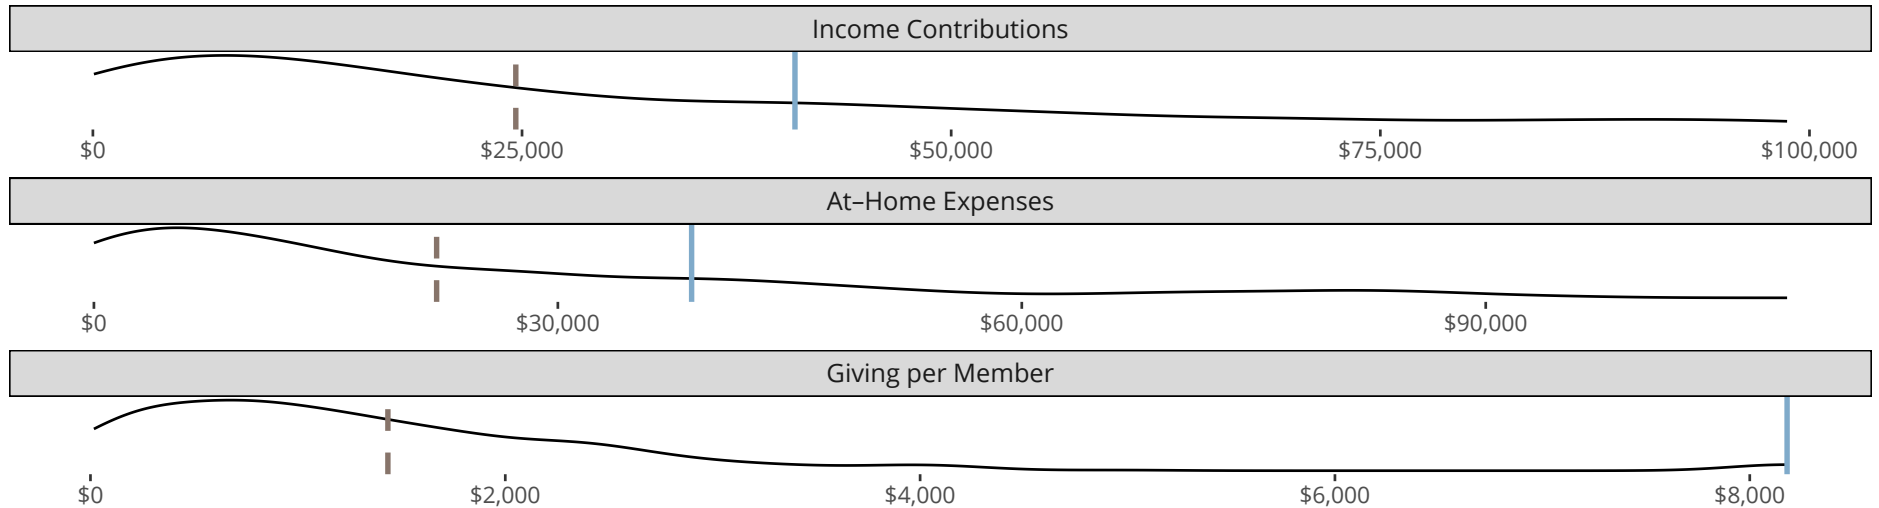 Income Contributions
$0 $25,000 $50,000 $75,000 $100,000
At–Home Expenses
$0 $30,000 $60,000 $90,000
Giving per Member
$0 $2,000 $4,000 $6,000 $8,000